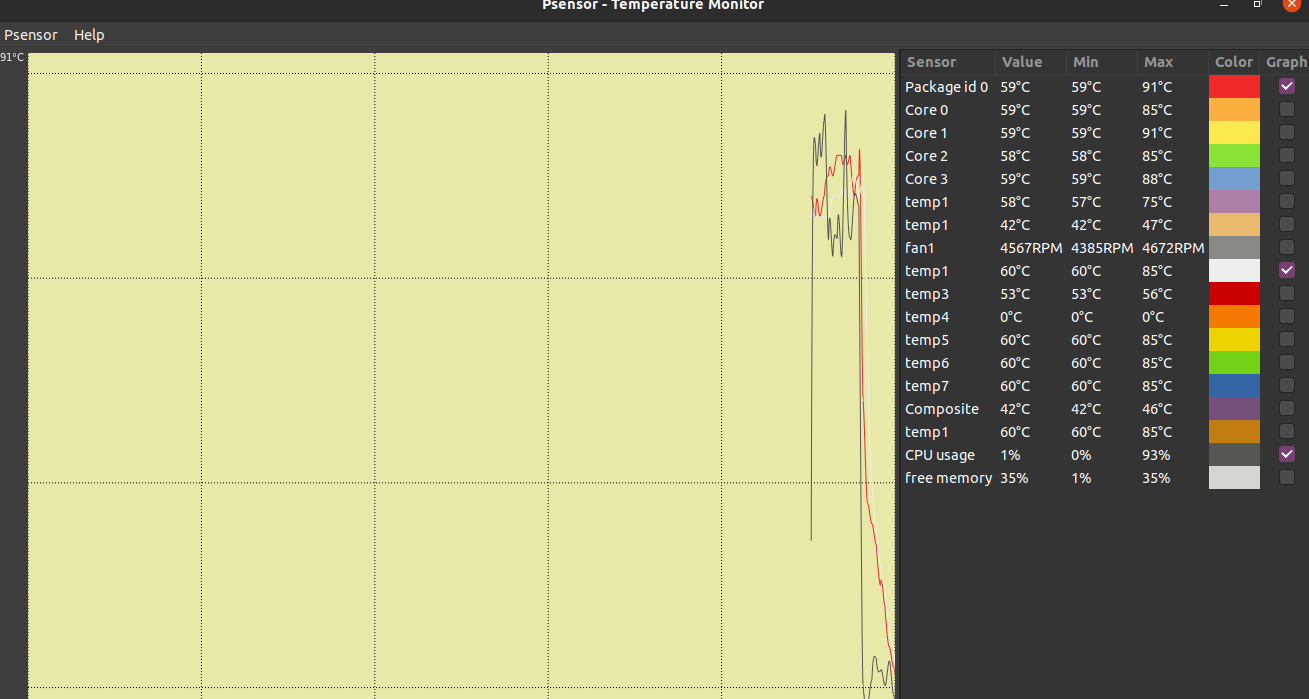 Psensor - Temperature Monitor
Psensor Help
91°C
Sensor Value Min Max Color Graph
Package id 0 59°C 59°C 91°C
Core 0 59°C 59°C 85°C
Core 1 59°C 59°C 91°C
Core 2 58°C 58°C 85°C
Core 3 59°C 59°C 88°C
temp1 58°C 57°C 75°C
temp1 42°C 42°C 47°C
fan1 4567RPM 4385RPM 4672RPM
temp1 60°C 60°C 85°C
temp3 53°C 53°C 56°C
temp4 0°C 0°C 0°C
temp5 60°C 60°C 85°C
temp6 60°C 60°C 85°C
temp7 60°C 60°C 85°C
Composite 42°C 42°C 46°C
temp1 60°C 60°C 85°C
CPU usage 1% 0% 93%
free memory 35% 1% 35%